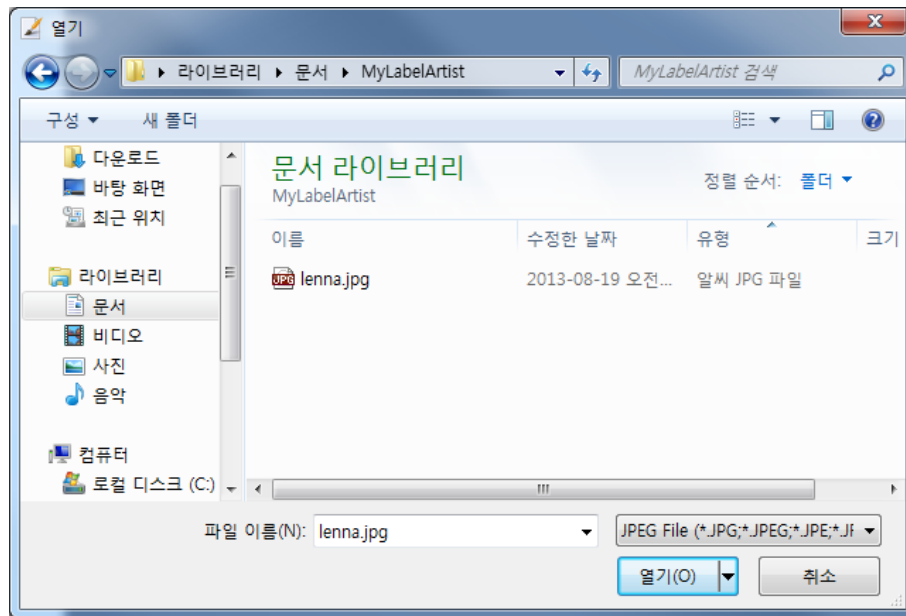 열기
라이브러리 ▸ 문서 ▸ MyLabelArtist
MyLabelArtist 검색
구성
새 폴더
다운로드
바탕 화면
최근 위치
라이브러리
문서
비디오
사진
음악
컴퓨터
로컬 디스크 (C:)
문서 라이브러리
MyLabelArtist
정렬 순서: 폴더
이름 수정한 날짜 유형 크기
lenna.jpg 2013-08-19 오전... 알씨 JPG 파일
파일 이름(N): lenna.jpg
JPEG File (*.JPG;*.JPEG;*.JPE;*.JF
열기(O)
취소